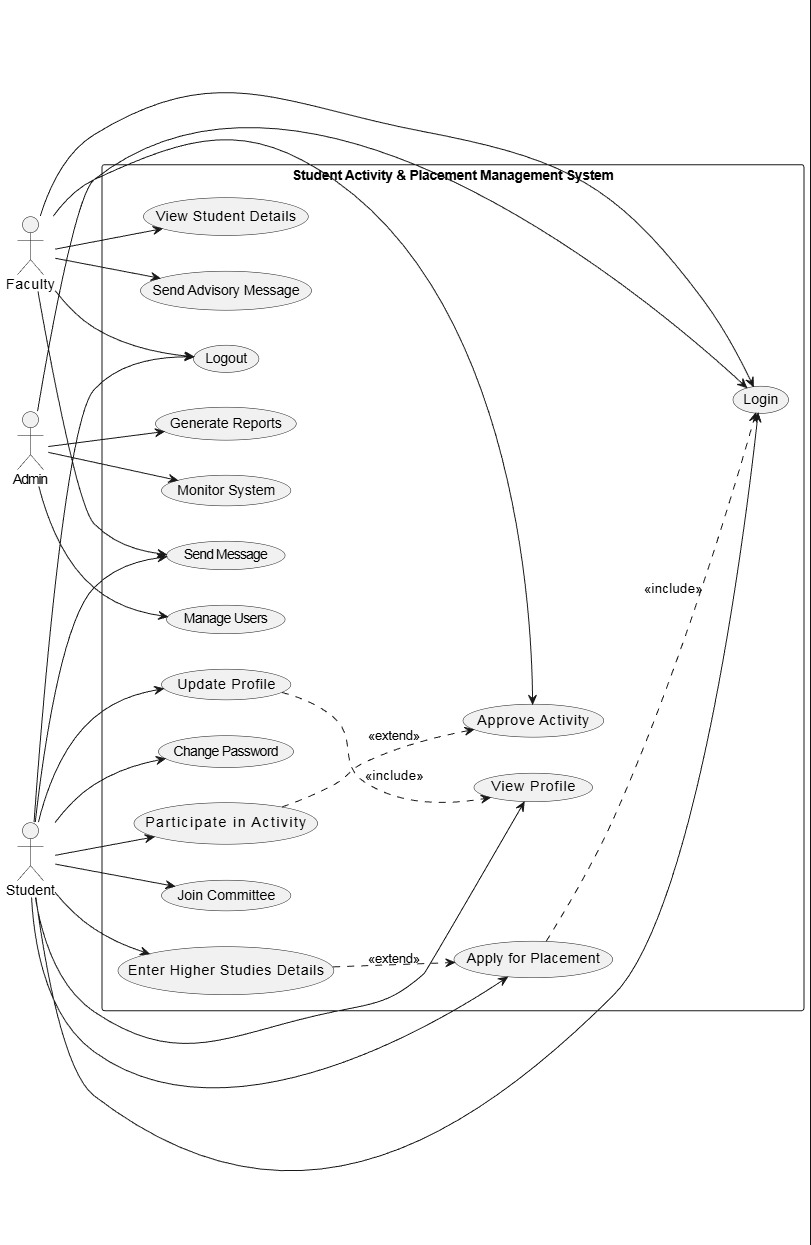 Student Activity & Placement Management System
View Student Details
Faculty
Send Advisory Message
Logout
Login
Generate Reports
Admin
Monitor System
Send Message
«include»
Manage Users
Update Profile
Approve Activity
«extend»
Change Password
«include»
View Profile
Participate in Activity
Student
Join Committee
«extend»
Apply for Placement
Enter Higher Studies Details